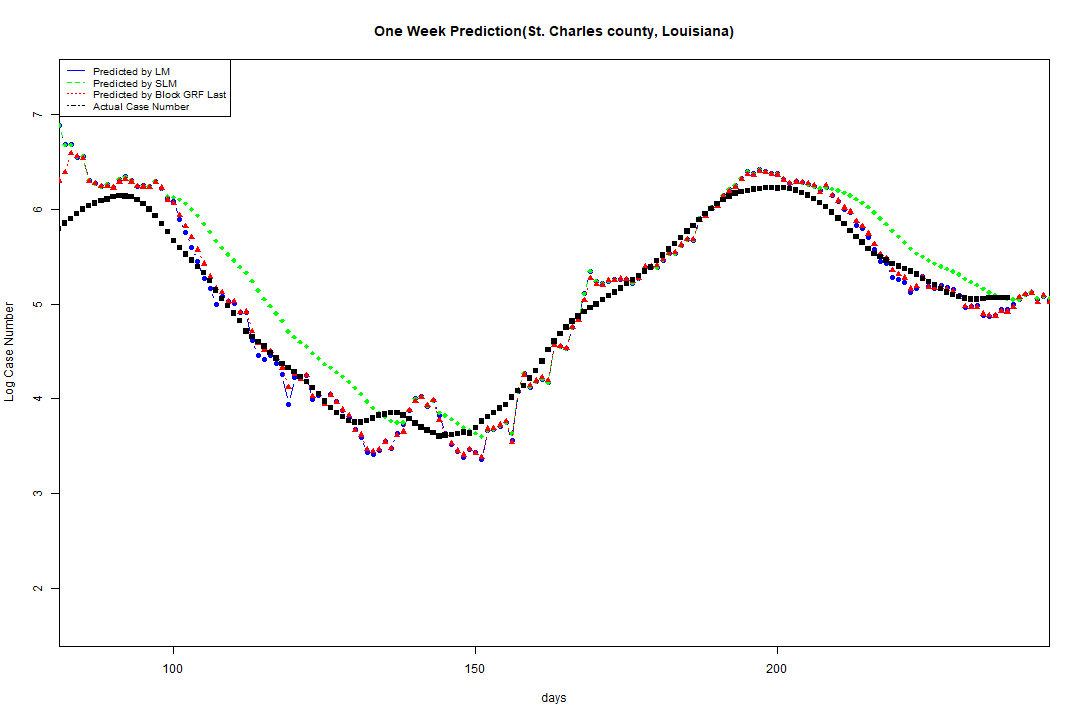 One Week Prediction(St. Charles county, Louisiana)
Predicted by LM
Predicted by SLM
Predicted by Block GRF Last
Actual Case Number
7
6
5
4
3
2
Log Case Number
100 150 200
days